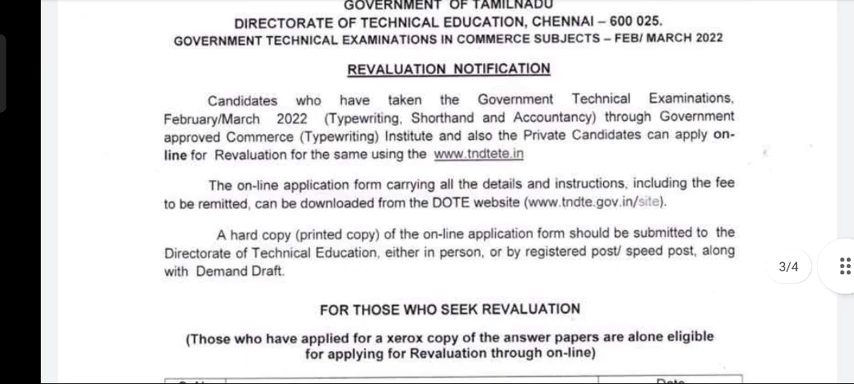 GOVERNMENT OF TAMILNADU
DIRECTORATE OF TECHNICAL EDUCATION, CHENNAI – 600 025.
GOVERNMENT TECHNICAL EXAMINATIONS IN COMMERCE SUBJECTS – FEB/ MARCH 2022
REVALUATION NOTIFICATION
Candidates who have taken the Government Technical Examinations,
February/March 2022 (Typewriting, Shorthand and Accountancy) through Government
approved Commerce (Typewriting) Institute and also the Private Candidates can apply on-
line for Revaluation for the same using the www.tndtete.in
The on-line application form carrying all the details and instructions, including the fee
to be remitted, can be downloaded from the DOTE website (www.tndte.gov.in/site).
A hard copy (printed copy) of the on-line application form should be submitted to the
Directorate of Technical Education, either in person, or by registered post/ speed post, along
with Demand Draft.
3/4
FOR THOSE WHO SEEK REVALUATION
(Those who have applied for a xerox copy of the answer papers are alone eligible
for applying for Revaluation through on-line)
Date